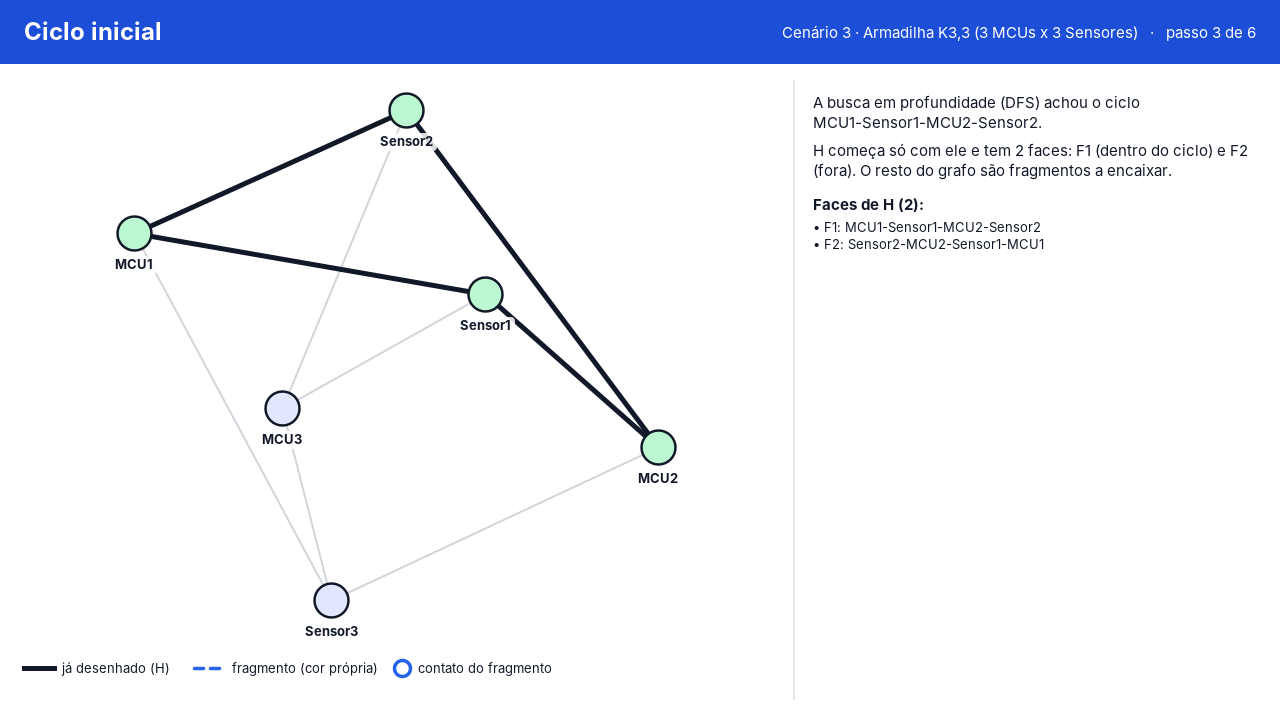 Ciclo inicial
Cenário 3 · Armadilha K3,3 (3 MCUs x 3 Sensores) · passo 3 de 6
Sensor2
MCU1
Sensor1
MCU3
MCU2
Sensor3
já desenhado (H)
fragmento (cor própria)
contato do fragmento
A busca em profundidade (DFS) achou o ciclo
MCU1-Sensor1-MCU2-Sensor2.
H começa só com ele e tem 2 faces: F1 (dentro do ciclo) e F2
(fora). O resto do grafo são fragmentos a encaixar.
Faces de H (2):
• F1: MCU1-Sensor1-MCU2-Sensor2
• F2: Sensor2-MCU2-Sensor1-MCU1